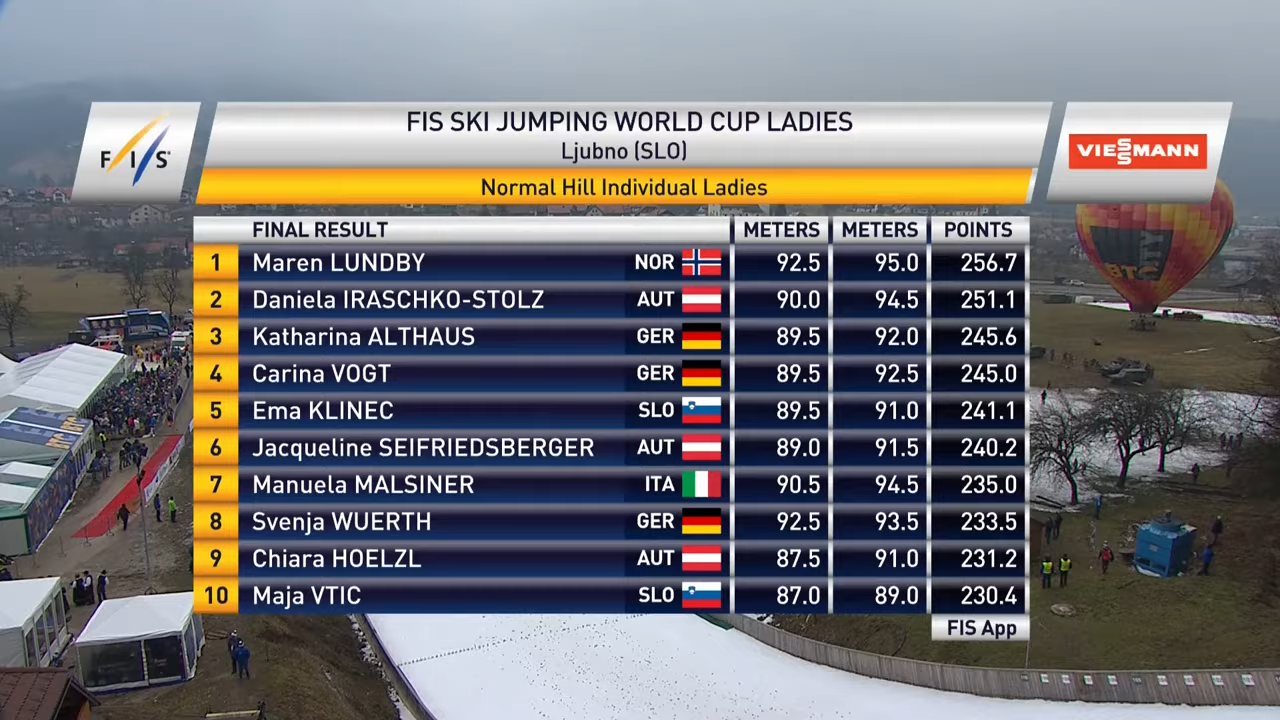 FIS
FIS SKI JUMPING WORLD CUP LADIES
Ljubno (SLO)
Normal Hill Individual Ladies
VIESSMANN
FINAL RESULT METERS METERS POINTS
1 Maren LUNDBY NOR 92.5 95.0 256.7
2 Daniela IRASCHKO-STOLZ AUT 90.0 94.5 251.1
3 Katharina ALTHAUS GER 89.5 92.0 245.6
4 Carina VOGT GER 89.5 92.5 245.0
5 Ema KLINEC SLO 89.5 91.0 241.1
6 Jacqueline SEIFRIEDSBERGER AUT 89.0 91.5 240.2
7 Manuela MALSINER ITA 90.5 94.5 235.0
8 Svenja WUERTH GER 92.5 93.5 233.5
9 Chiara HOELZL AUT 87.5 91.0 231.2
10 Maja VTIC SLO 87.0 89.0 230.4
FIS App
BTC